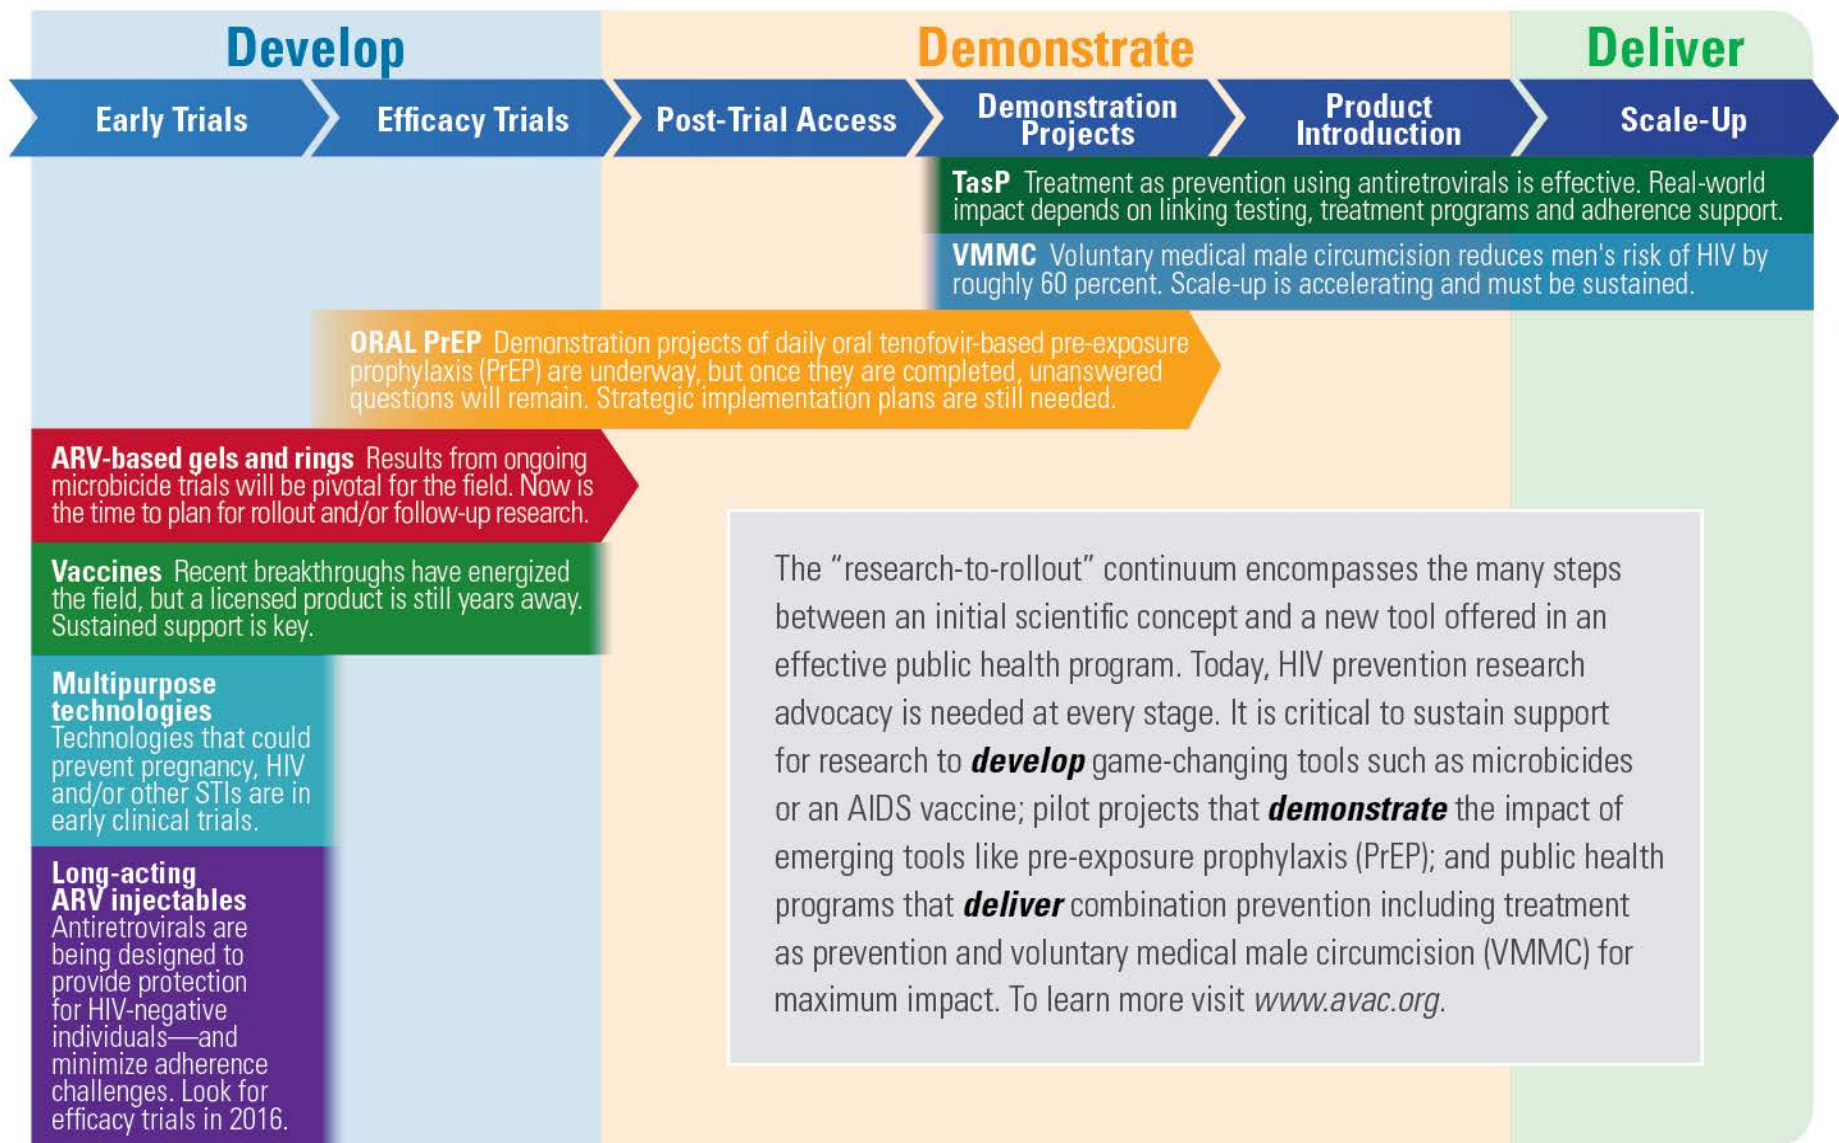 Develop
Demonstrate
Deliver
Early Trials
Efficacy Trials
Post-Trial Access
Demonstration
Projects
Product
Introduction
Scale-Up
TasP Treatment as prevention using antiretrovirals is effective. Real-world
impact depends on linking testing, treatment programs and adherence support.
VMMC Voluntary medical male circumcision reduces men's risk of HIV by
roughly 60 percent. Scale-up is accelerating and must be sustained.
ORAL PrEP Demonstration projects of daily oral tenofovir-based pre-exposure
prophylaxis (PrEP) are underway, but once they are completed, unanswered
questions will remain. Strategic implementation plans are still needed.
ARV-based gels and rings Results from ongoing
microbicide trials will be pivotal for the field. Now is
the time to plan for rollout and/or follow-up research.
Vaccines Recent breakthroughs have energized
the field, but a licensed product is still years away.
Sustained support is key.
Multipurpose
technologies
Technologies that could
prevent pregnancy, HIV
and/or other STIs are in
early clinical trials.
Long-acting
ARV injectables
Antiretrovirals are
being designed to
provide protection
for HIV-negative
individuals—and
minimize adherence
challenges. Look for
efficacy trials in 2016.
The “research-to-rollout” continuum encompasses the many steps
between an initial scientific concept and a new tool offered in an
effective public health program. Today, HIV prevention research
advocacy is needed at every stage. It is critical to sustain support
for research to develop game-changing tools such as microbicides
or an AIDS vaccine; pilot projects that demonstrate the impact of
emerging tools like pre-exposure prophylaxis (PrEP); and public health
programs that deliver combination prevention including treatment
as prevention and voluntary medical male circumcision (VMMC) for
maximum impact. To learn more visit www.avac.org.